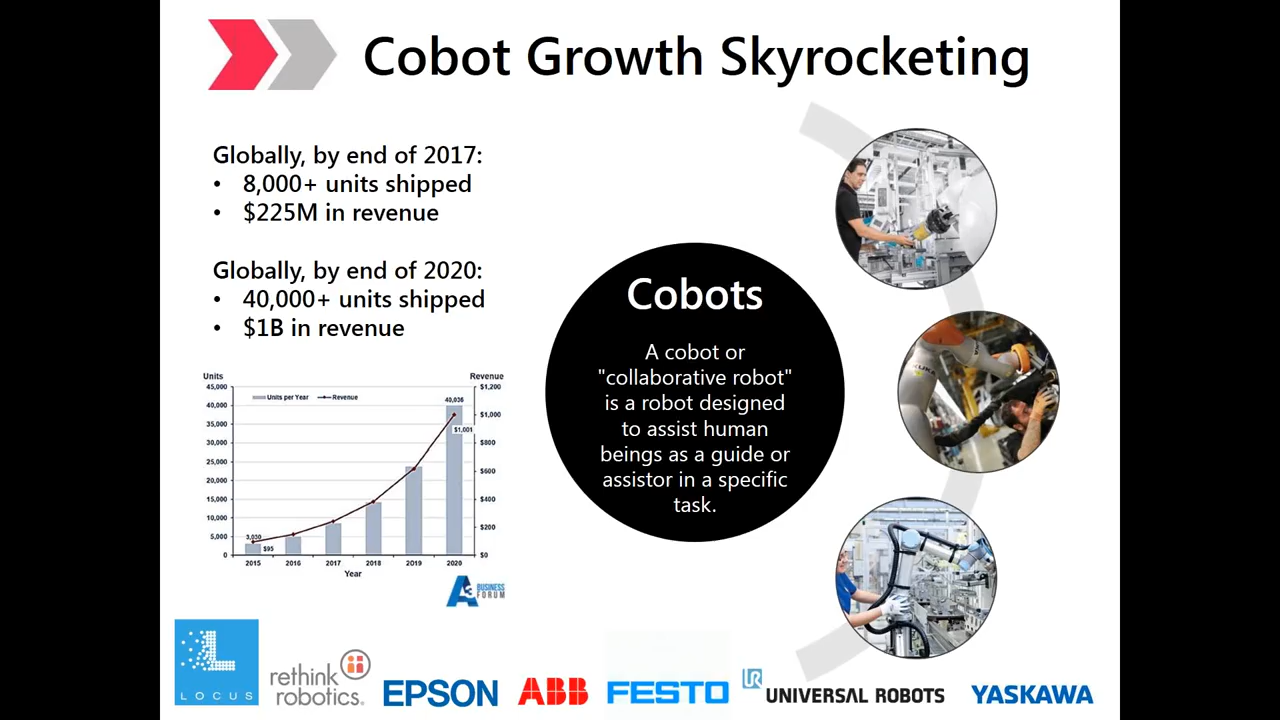 Cobot Growth Skyrocketing
Globally, by end of 2017:
• 8,000+ units shipped
• $225M in revenue
Globally, by end of 2020:
• 40,000+ units shipped
• $1B in revenue
Cobots
A cobot or
"collaborative robot"
is a robot designed
to assist human
beings as a guide or
assistor in a specific
task.
KUKA
Units
Revenue
45,000
40,000
35,000
30,000
25,000
20,000
15,000
10,000
5,000
0
Units per Year
Revenue
$1,200
$1,000
$800
$600
$400
$200
$0
3,030
$95
40,036
$1,001
2015 2016 2017 2018 2019 2020
Year
A3 BUSINESS
FORUM
L
LOCUS
rethink
robotics.
EPSON
ABB
FESTO
UR
UNIVERSAL ROBOTS
YASKAWA